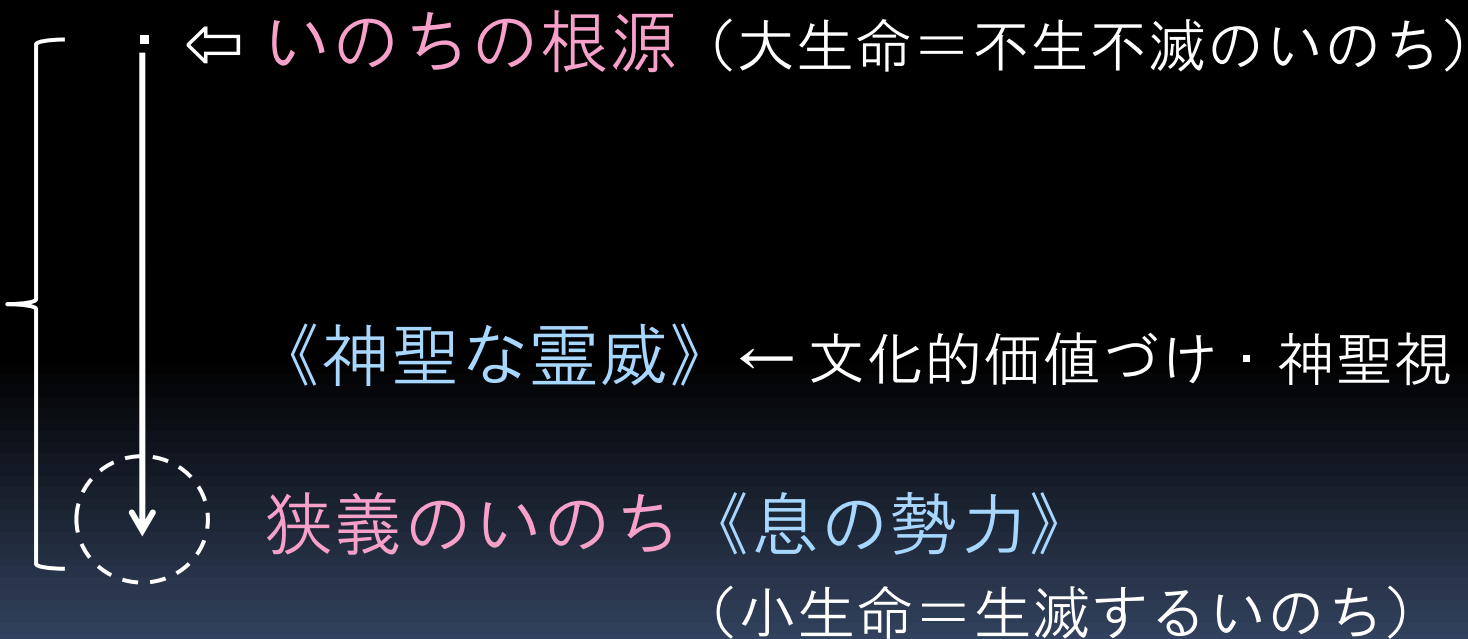 ⇦ いのちの根源（大生命＝不生不滅のいのち）
《神聖な霊威》←文化的価値づけ・神聖視
狭義のいのち《息の勢力》
（小生命＝生滅するいのち）